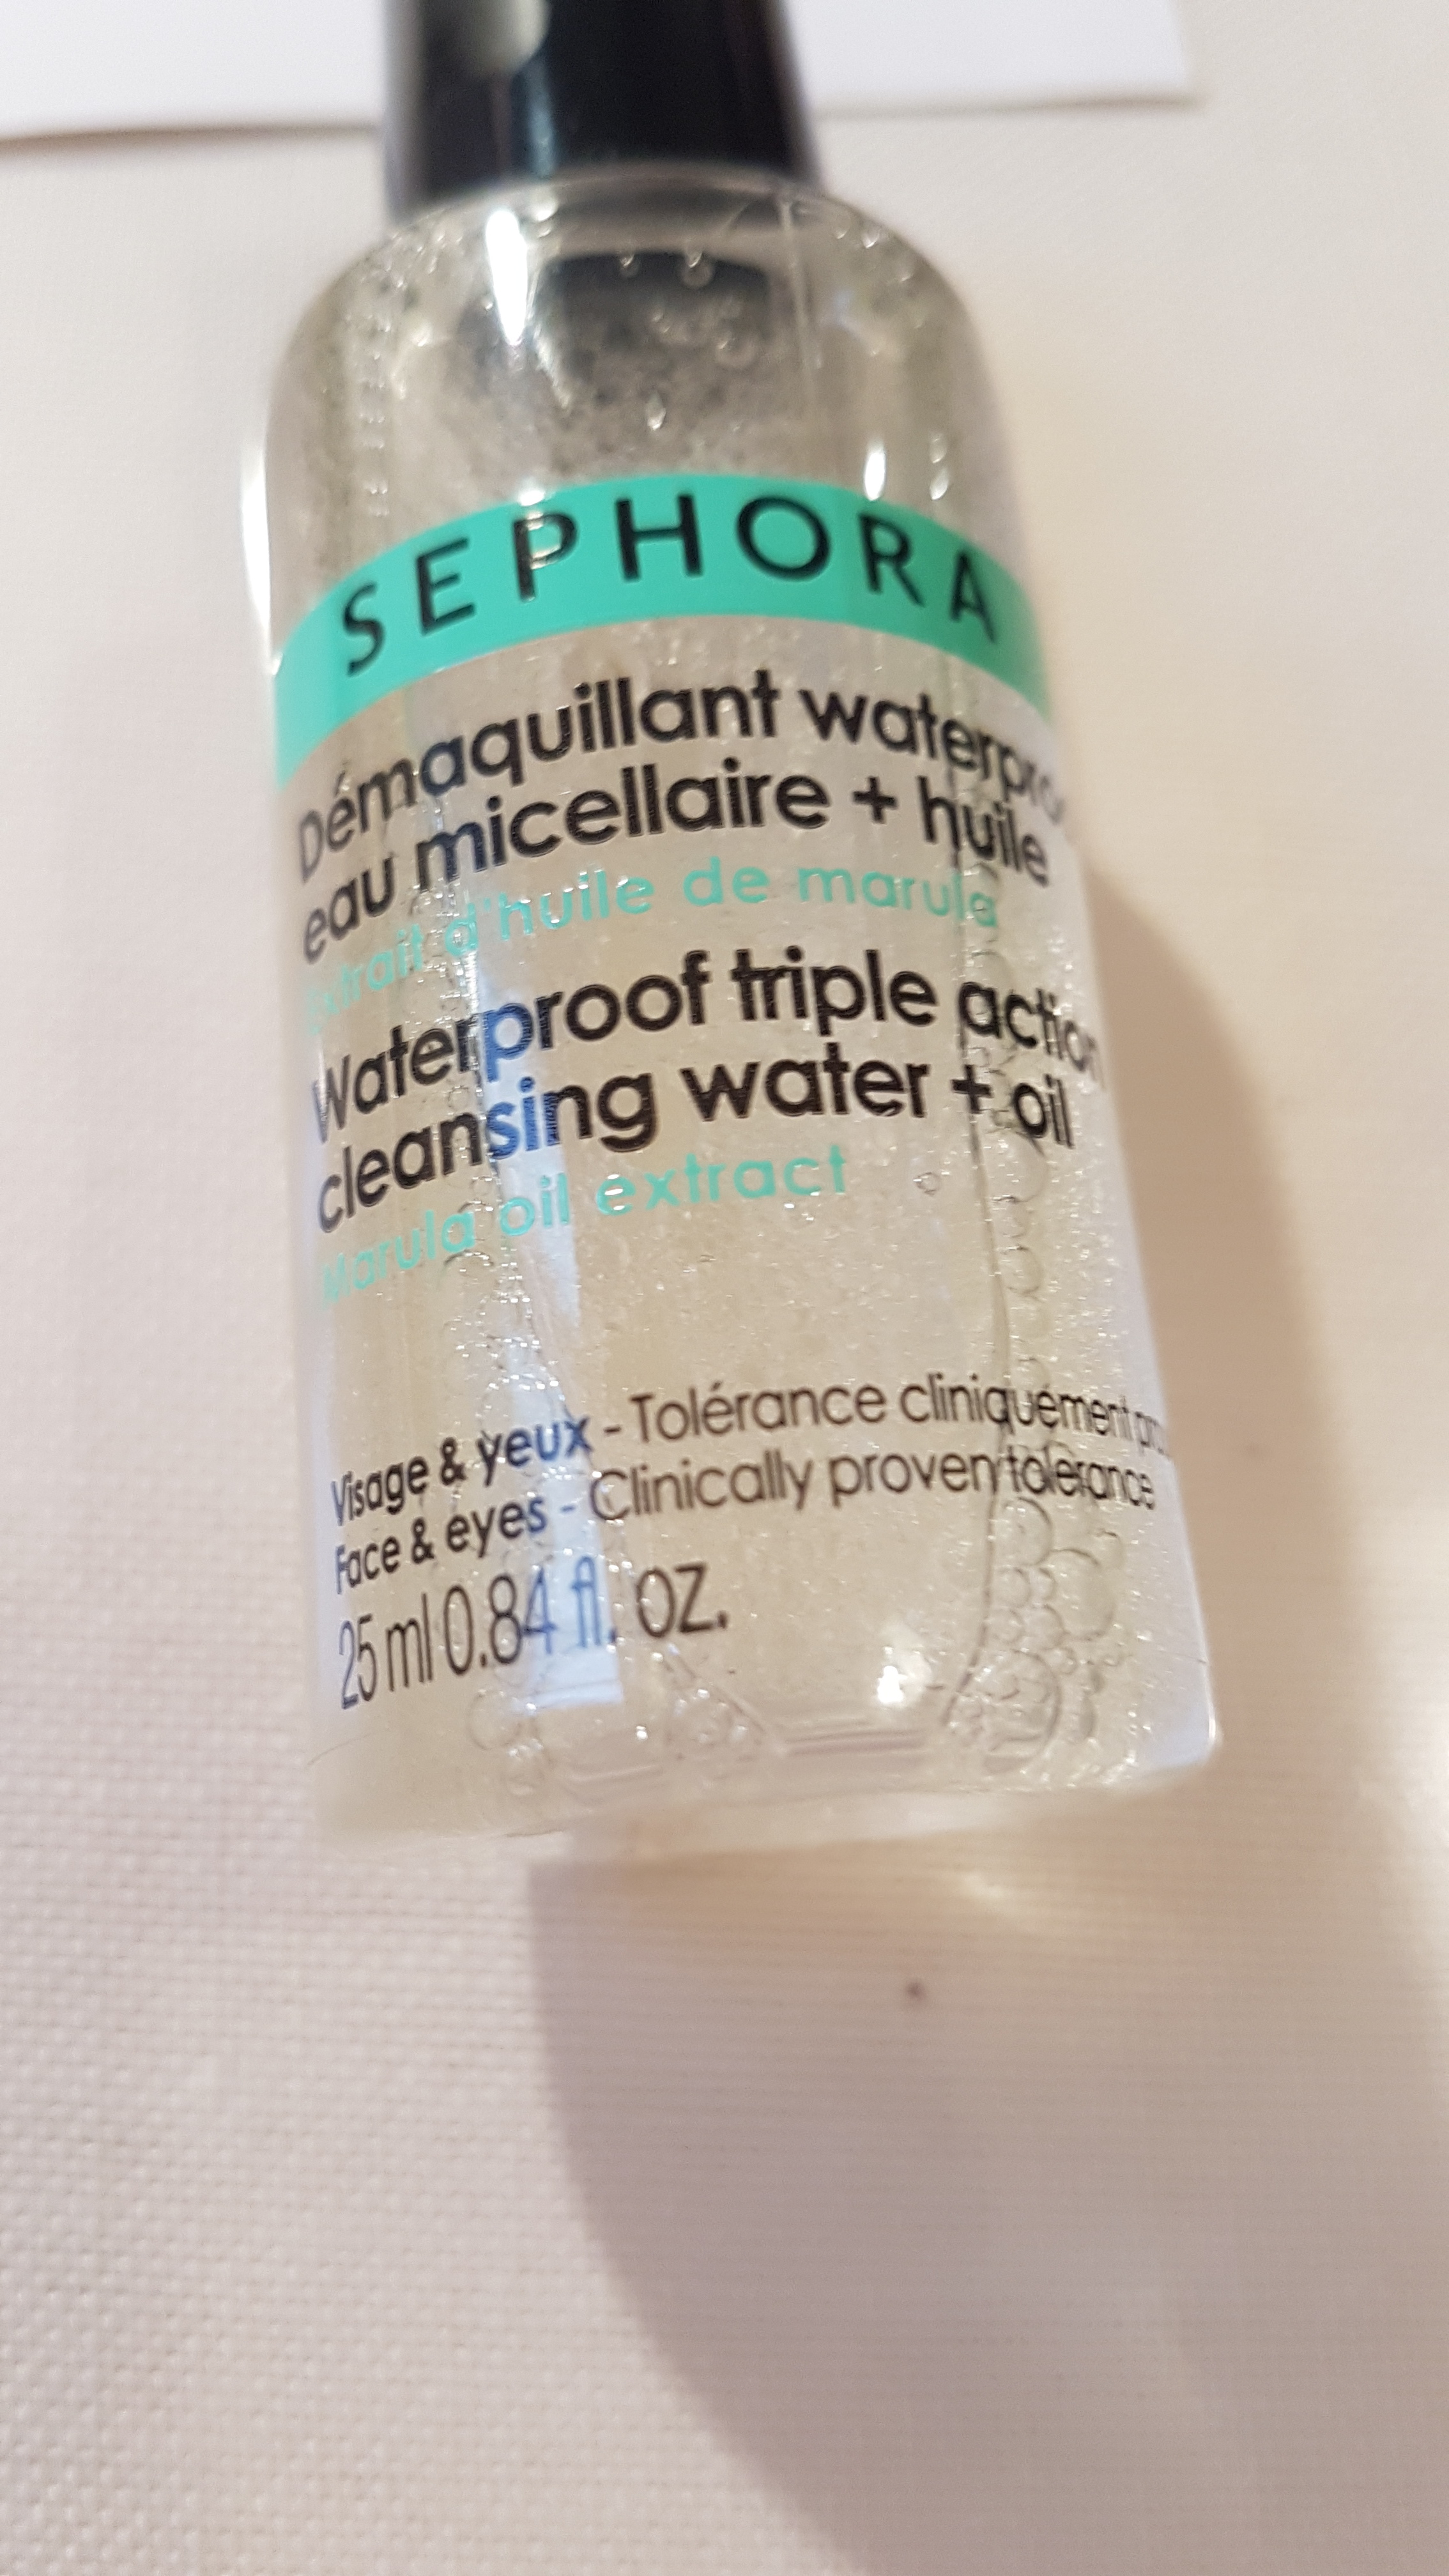 SEPHORA
Démaquillant waterproof
eau micellaire + huile
Extrait d'huile de marula
Waterproof triple action
cleansing water + oil
Marula oil extract
Visage & yeux - Tolérance cliniquement
Face & eyes - Clinically proven tolerance
25 ml 0.84 fl. oz.